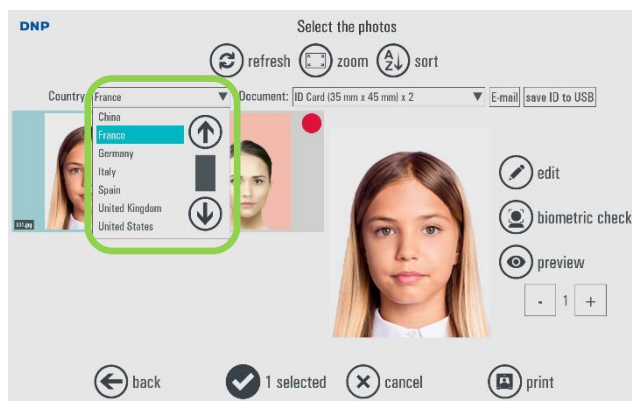 DNP
Select the photos
refresh zoom A Z sort
Country: France Document: ID Card (35 mm x 45 mm) x 2 E-mail save ID to USB
China
France
Germany
Italy
Spain
United Kingdom
United States
edit
biometric check
preview
- 1 +
back 1 selected cancel print